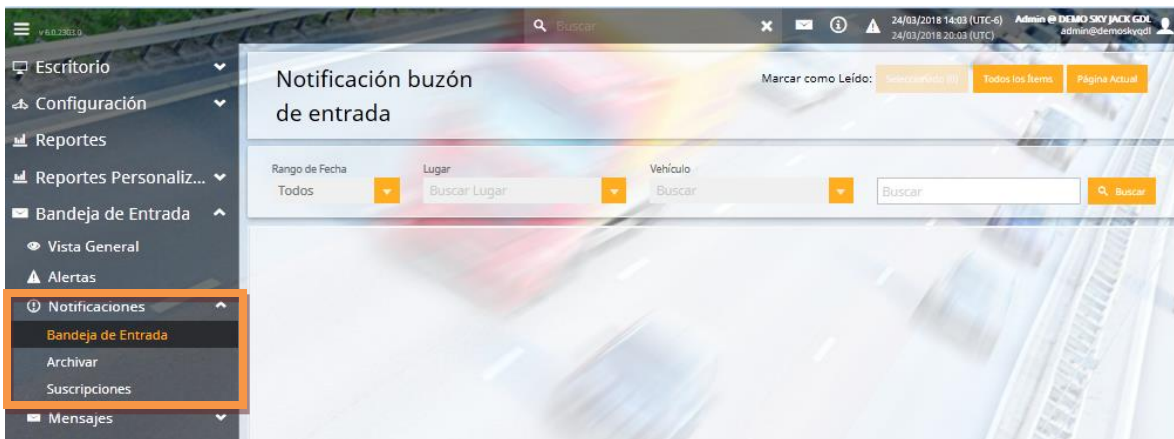 v 6.0.2303.0
Buscar
24/03/2018 14:03 (UTC-6)
24/03/2018 20:03 (UTC)
Admin @ DEMO SKY JACK GDL
admin@demoskygdl
Escritorio
Configuración
Reportes
Reportes Personaliz...
Bandeja de Entrada
Vista General
Alertas
Notificaciones
Bandeja de Entrada
Archivar
Suscripciones
Mensajes
Notificación buzón
de entrada
Marcar como Leído:
Seleccionado (0)
Todos los Ítems
Página Actual
Rango de Fecha
Todos
Lugar
Buscar Lugar
Vehículo
Buscar
Buscar
Buscar